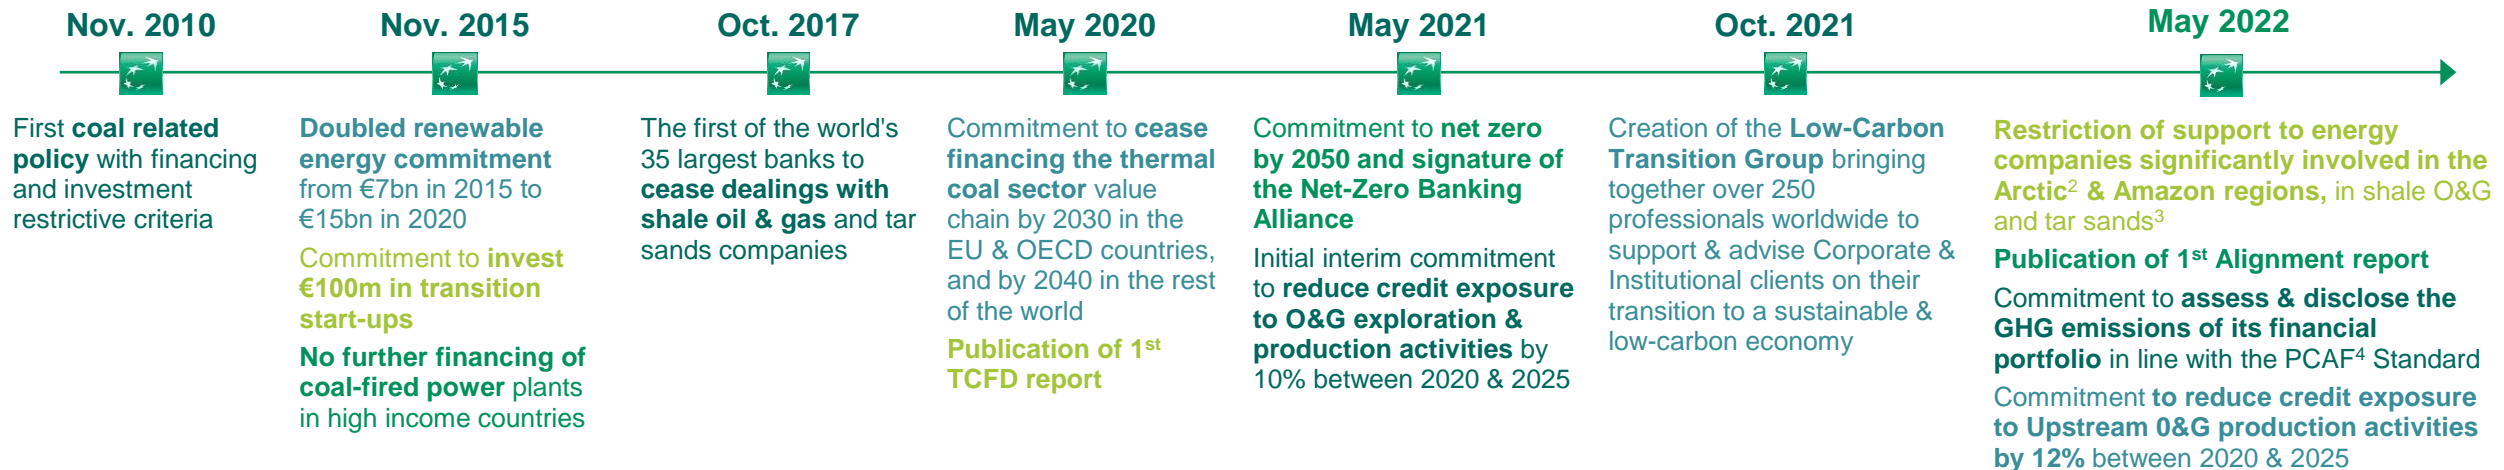 Nov. 2010
First coal related
policy with financing
and investment
restrictive criteria
Nov. 2015
Doubled renewable
energy commitment
from €7bn in 2015 to
€15bn in 2020
Commitment to invest
€100m in transition
start-ups
No further financing of
coal-fired power plants
in high income countries
Oct. 2017
The first of the world's
35 largest banks to
cease dealings with
shale oil & gas and tar
sands companies
May 2020
Commitment to cease
financing the thermal
coal sector value
chain by 2030 in the
EU & OECD countries,
and by 2040 in the rest
of the world
Publication of 1st
TCFD report
May 2021
Commitment to net zero
by 2050 and signature of
the Net-Zero Banking
Alliance
Initial interim commitment
to reduce credit exposure
to O&G exploration &
production activities by
10% between 2020 & 2025
Oct. 2021
Creation of the Low-Carbon
Transition Group bringing
together over 250
professionals worldwide to
support & advise Corporate &
Institutional clients on their
transition to a sustainable &
low-carbon economy
May 2022
Restriction of support to energy
companies significantly involved in the
Arctic2 & Amazon regions, in shale O&G
and tar sands3
Publication of 1st Alignment report
Commitment to assess & disclose the
GHG emissions of its financial
portfolio in line with the PCAF4 Standard
Commitment to reduce credit exposure
to Upstream 0&G production activities
by 12% between 2020 & 2025